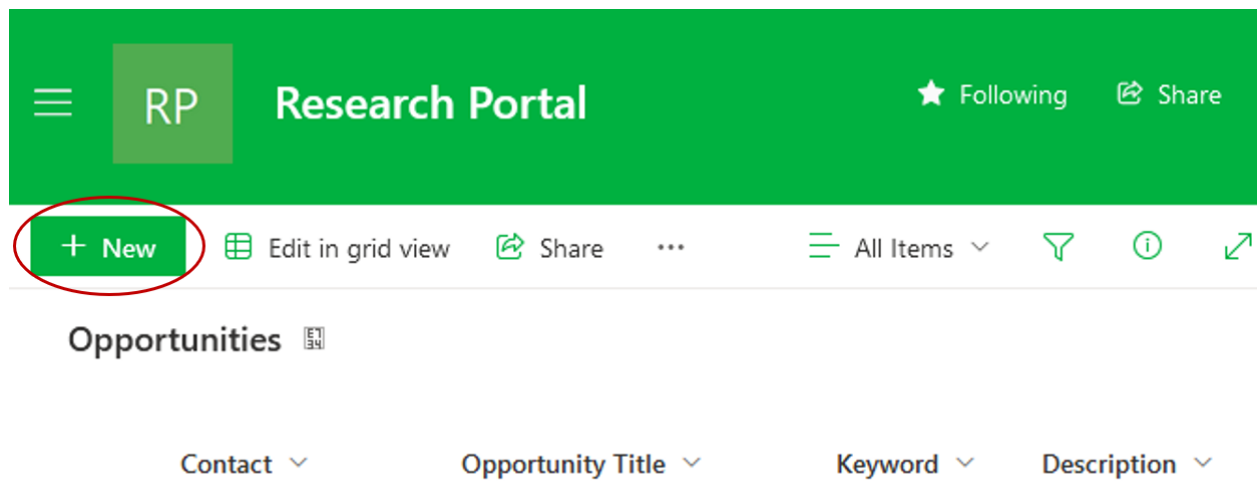 RP Research Portal Following Share
+ New Edit in grid view Share ... All Items
Opportunities
Contact Opportunity Title Keyword Description